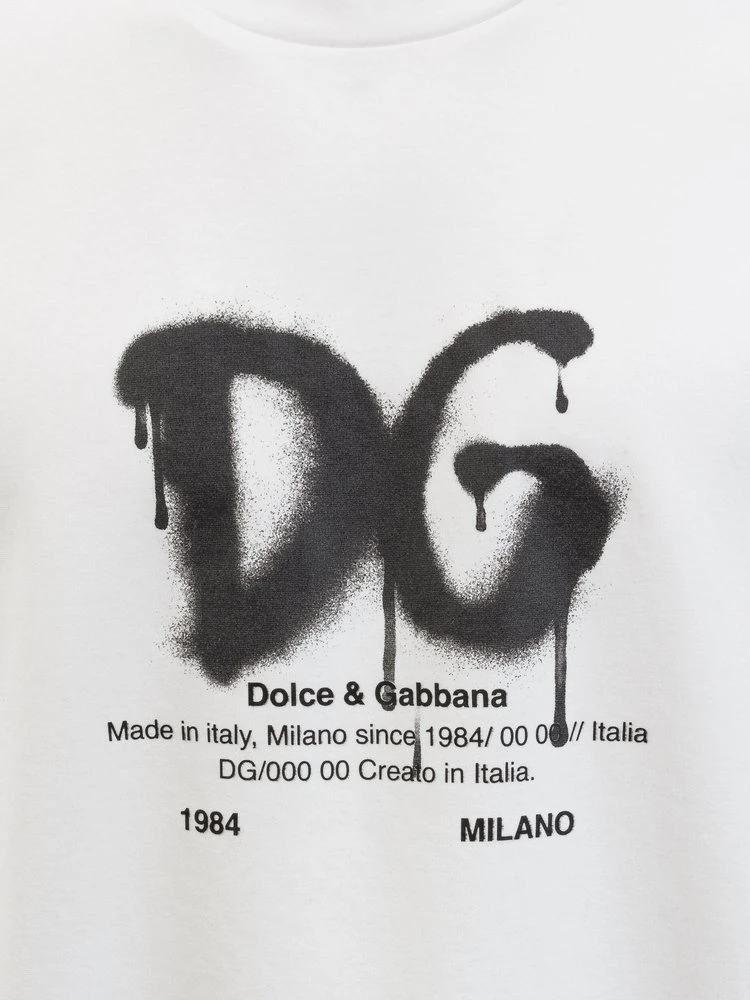 DG
Dolce & Gabbana
Made in italy, Milano since 1984/ 00 00 // Italia
DG/000 00 Creato in Italia.
1984 MILANO